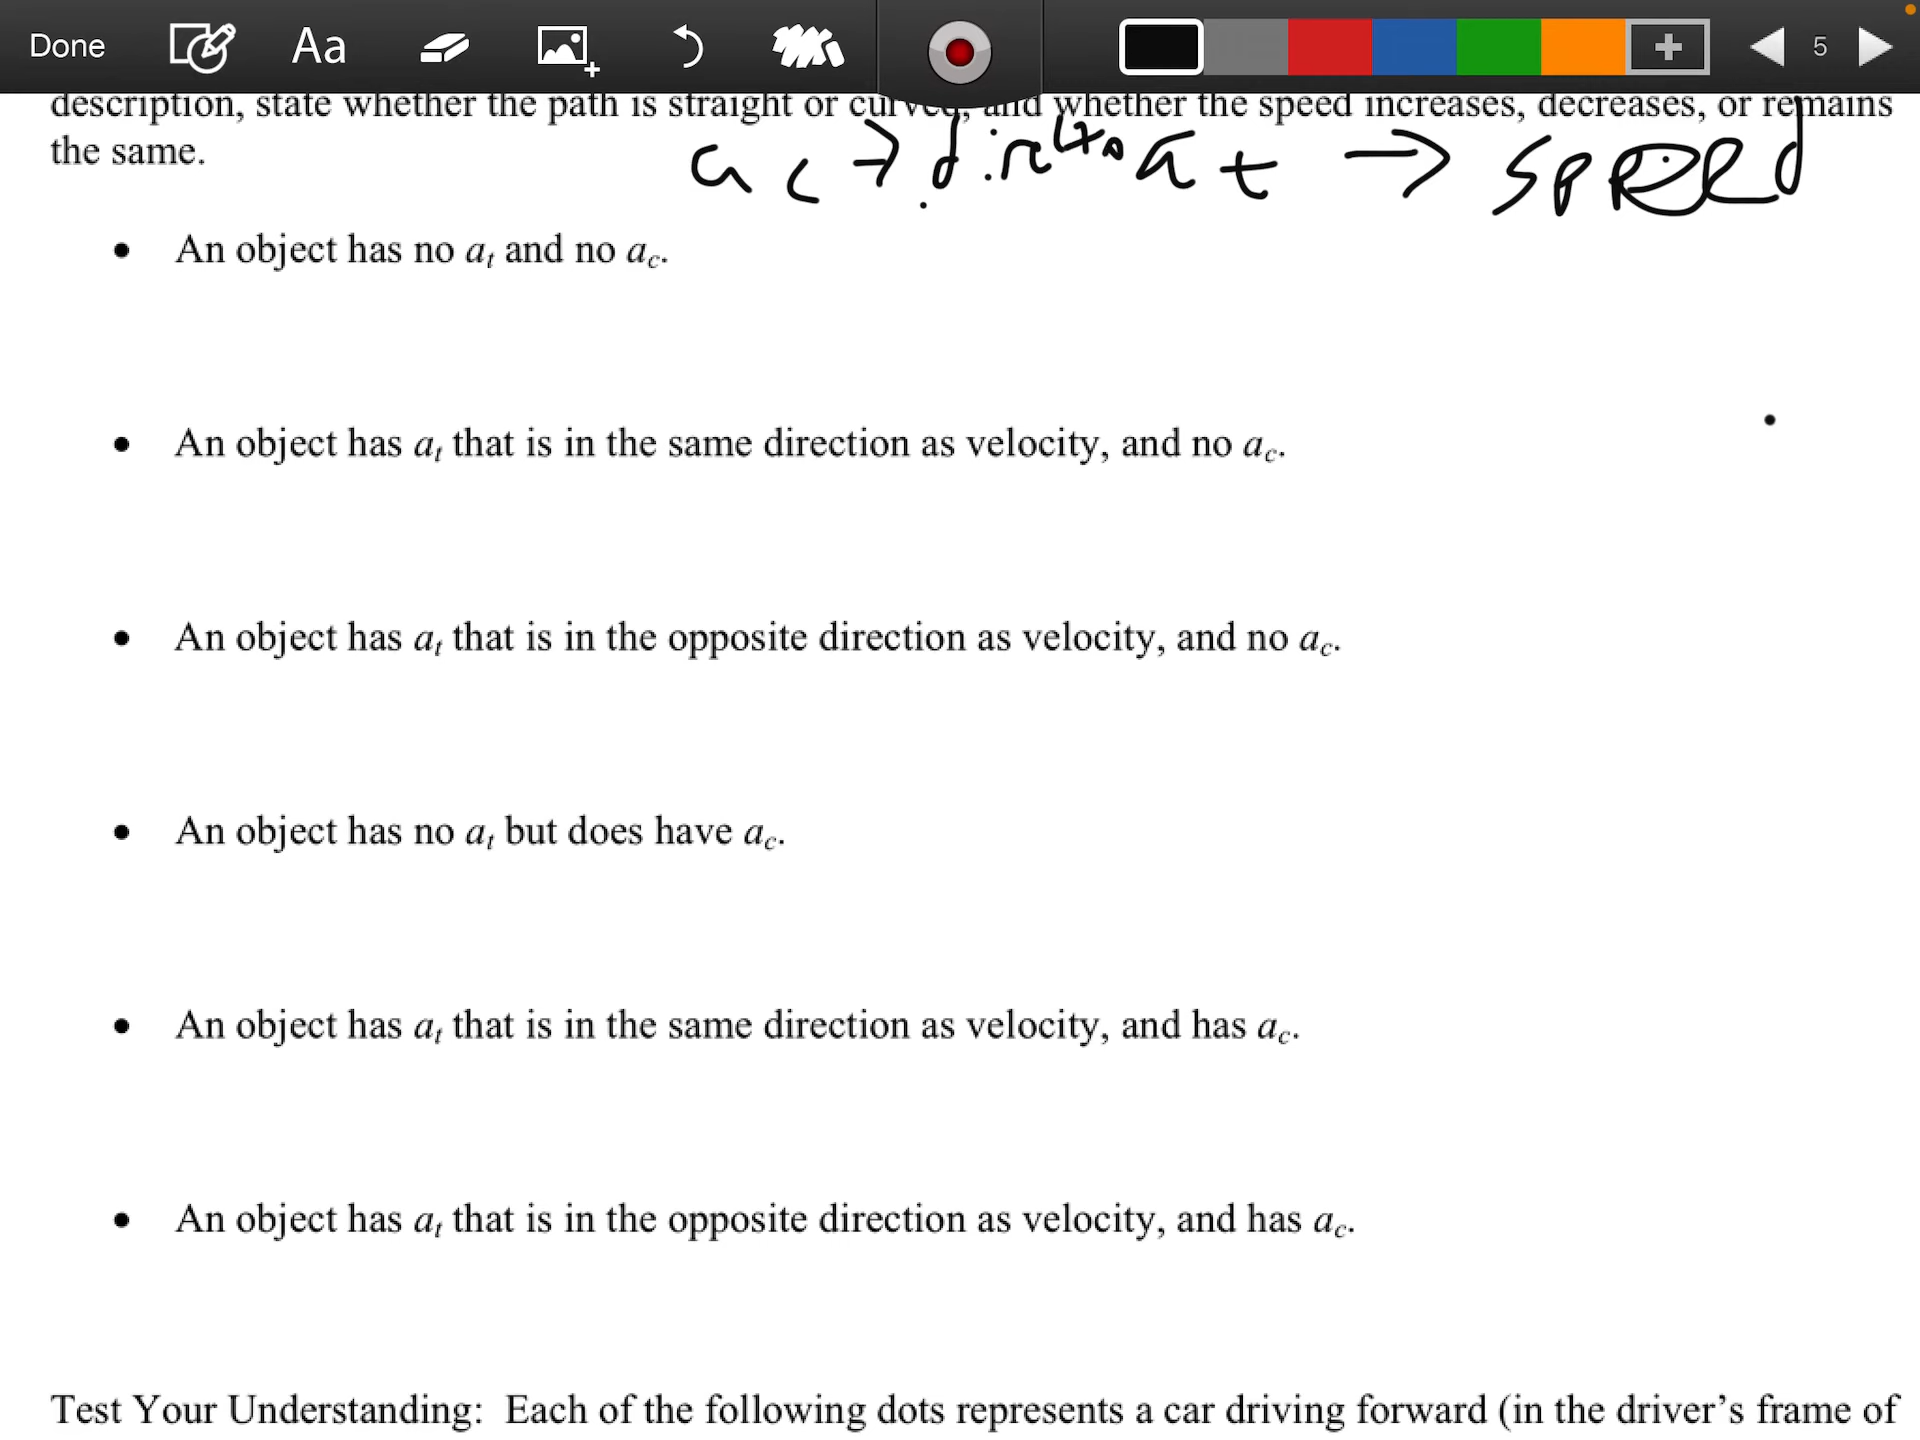 Done Aa 5
description, state whether the path is straight or curved, and whether the speed increases, decreases, or remains
the same.
ac → direction at → speed
• An object has no at and no ac.
• An object has at that is in the same direction as velocity, and no ac.
• An object has at that is in the opposite direction as velocity, and no ac.
• An object has no at but does have ac.
• An object has at that is in the same direction as velocity, and has ac.
• An object has at that is in the opposite direction as velocity, and has ac.
Test Your Understanding: Each of the following dots represents a car driving forward (in the driver’s frame of